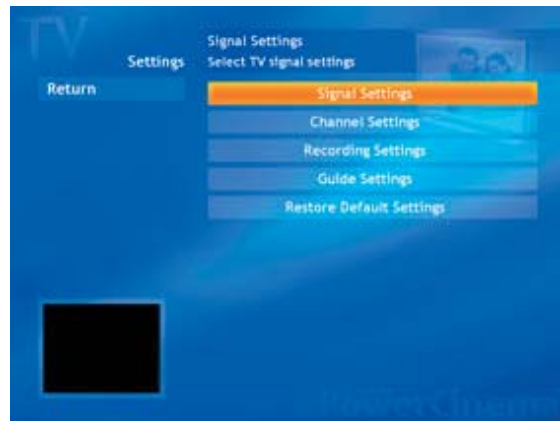 TV
Settings
Signal Settings
Select TV signal settings
Return
Signal Settings
Channel Settings
Recording Settings
Guide Settings
Restore Default Settings
PowerCinema